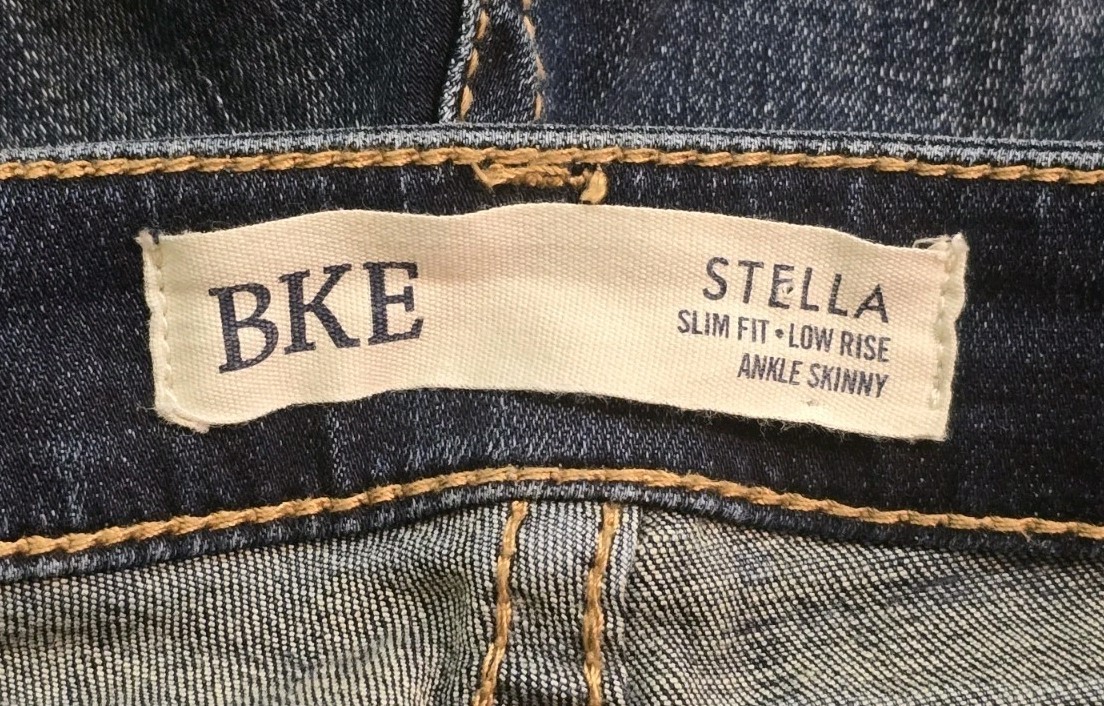 BKE
STELLA
SLIM FIT • LOW RISE
ANKLE SKINNY